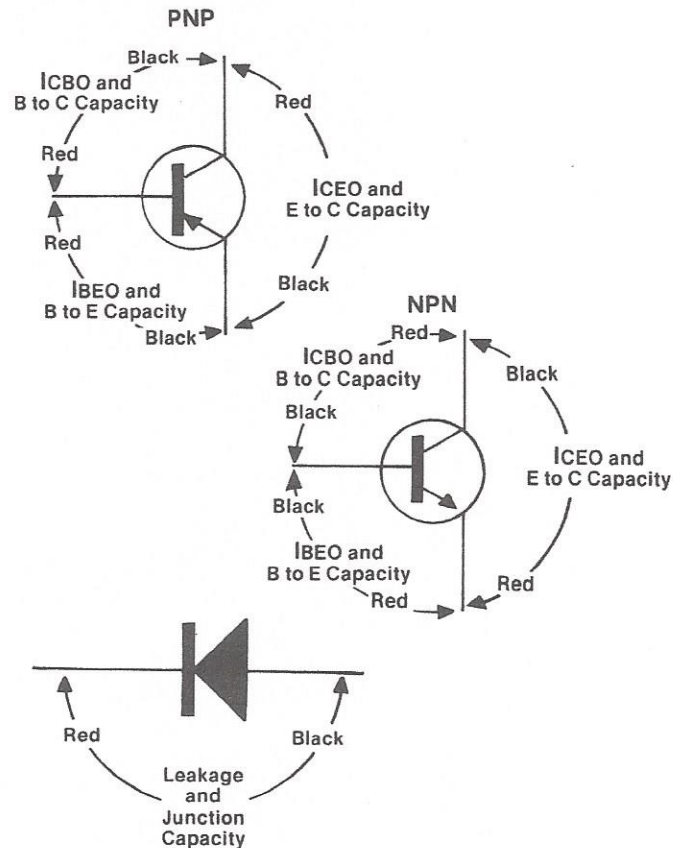 PNP
Black
ICBO and
B to C Capacity
Red
Red
ICEO and
E to C Capacity
Red
IBEO and
B to E Capacity
Black
Black
NPN
Red
ICBO and
B to C Capacity
Black
Black
ICEO and
E to C Capacity
Black
IBEO and
B to E Capacity
Red
Red
Red
Black
Leakage
and
Junction
Capacity